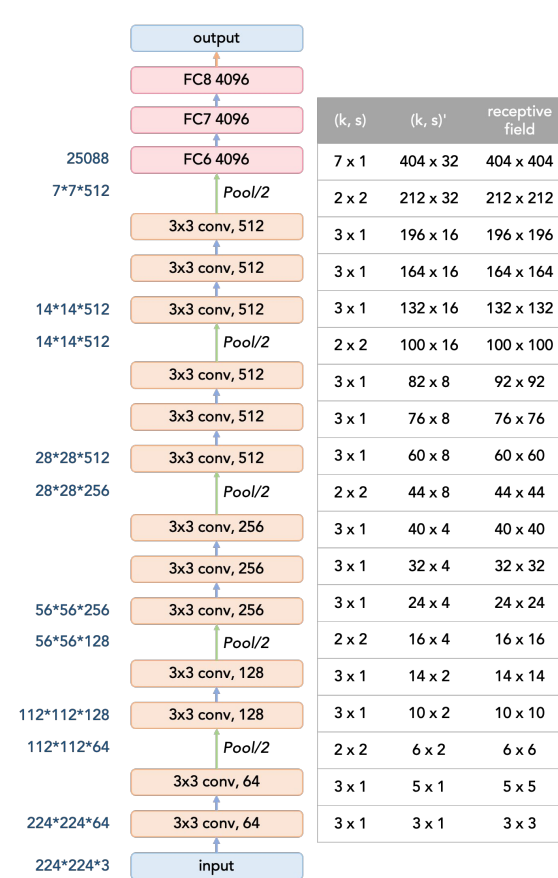 output
FC8 4096
FC7 4096
25088 FC6 4096
7*7*512 Pool/2
3x3 conv, 512
3x3 conv, 512
14*14*512 3x3 conv, 512
14*14*512 Pool/2
3x3 conv, 512
3x3 conv, 512
28*28*512 3x3 conv, 512
28*28*256 Pool/2
3x3 conv, 256
3x3 conv, 256
56*56*256 3x3 conv, 256
56*56*128 Pool/2
3x3 conv, 128
112*112*128 3x3 conv, 128
112*112*64 Pool/2
3x3 conv, 64
224*224*64 3x3 conv, 64
224*224*3 input
(k, s) (k, s)' receptive
field
7 x 1 404 x 32 404 x 404
2 x 2 212 x 32 212 x 212
3 x 1 196 x 16 196 x 196
3 x 1 164 x 16 164 x 164
3 x 1 132 x 16 132 x 132
2 x 2 100 x 16 100 x 100
3 x 1 82 x 8 92 x 92
3 x 1 76 x 8 76 x 76
3 x 1 60 x 8 60 x 60
2 x 2 44 x 8 44 x 44
3 x 1 40 x 4 40 x 40
3 x 1 32 x 4 32 x 32
3 x 1 24 x 4 24 x 24
2 x 2 16 x 4 16 x 16
3 x 1 14 x 2 14 x 14
3 x 1 10 x 2 10 x 10
2 x 2 6 x 2 6 x 6
3 x 1 5 x 1 5 x 5
3 x 1 3 x 1 3 x 3